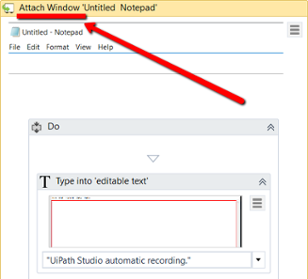 Attach Window 'Untitled Notepad'
Untitled - Notepad
File Edit Format View Help
Do
T Type into 'editable text'
"UiPath Studio automatic recording."